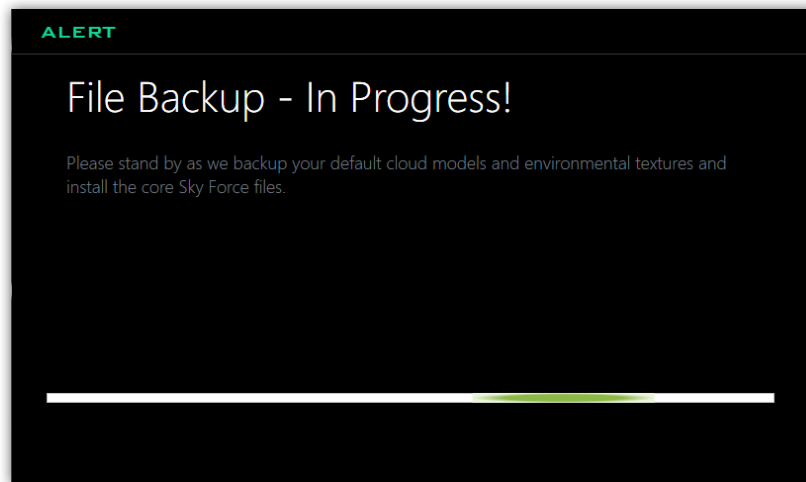 ALERT
File Backup - In Progress!
Please stand by as we backup your default cloud models and environmental textures and
install the core Sky Force files.